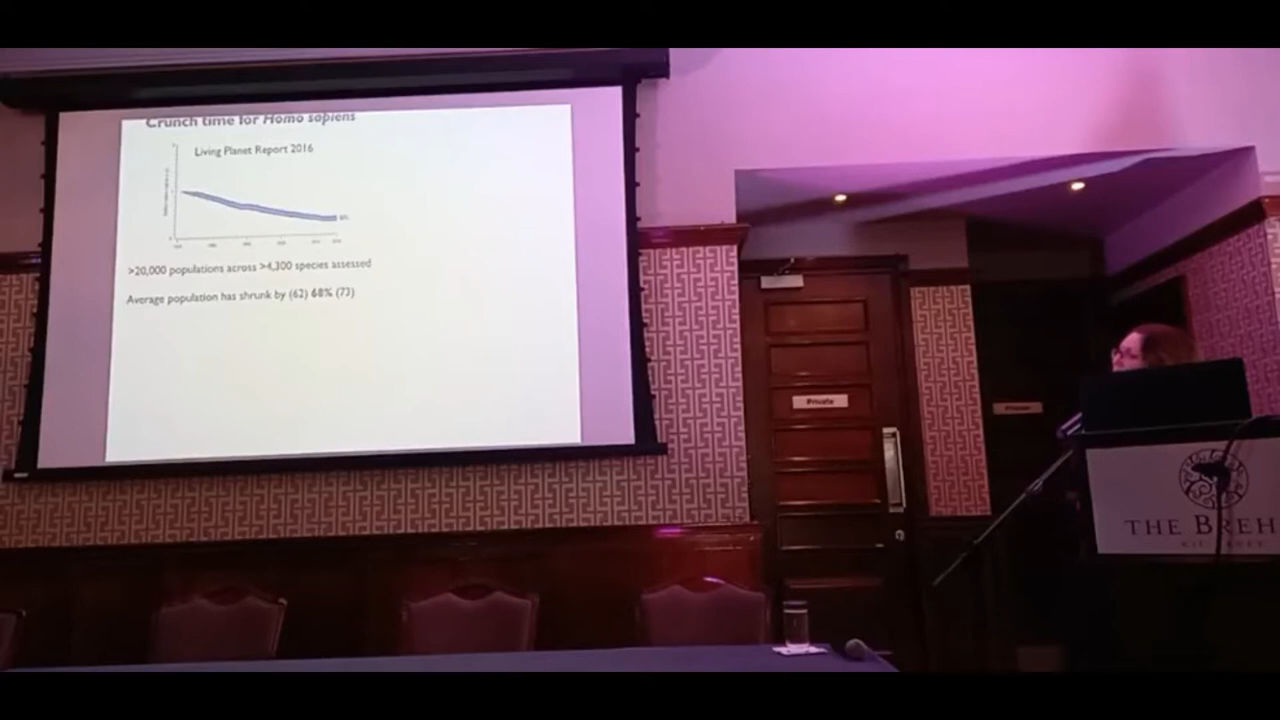 Crunch time for Homo sapiens
Living Planet Report 2016
>20,000 populations across >4,300 species assessed
Average population has shrunk by (62) 68% (73)
Private
THE BREH